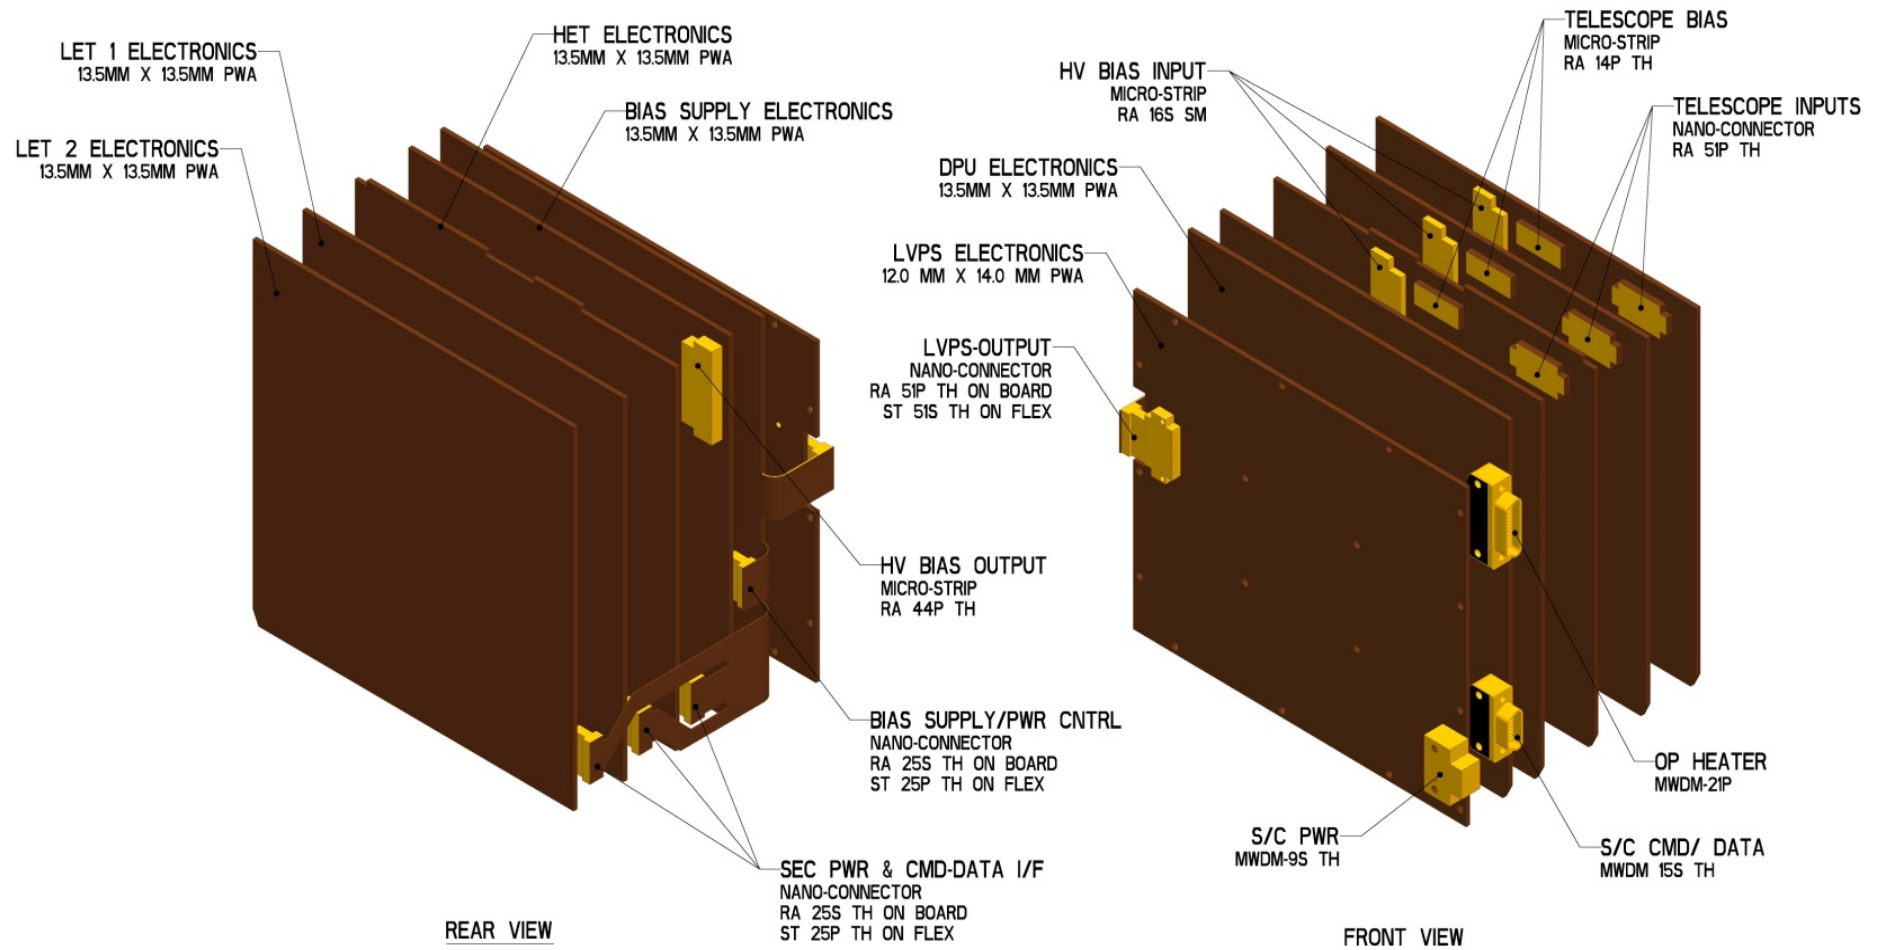 LET 1 ELECTRONICS
13.5MM X 13.5MM PWA
HET ELECTRONICS
13.5MM X 13.5MM PWA
BIAS SUPPLY ELECTRONICS
13.5MM X 13.5MM PWA
LET 2 ELECTRONICS
13.5MM X 13.5MM PWA
HV BIAS OUTPUT
MICRO-STRIP
RA 44P TH
BIAS SUPPLY/PWR CNTRL
NANO-CONNECTOR
RA 25S TH ON BOARD
ST 25P TH ON FLEX
SEC PWR & CMD-DATA I/F
NANO-CONNECTOR
RA 25S TH ON BOARD
ST 25P TH ON FLEX
REAR VIEW
TELESCOPE BIAS
MICRO-STRIP
RA 14P TH
HV BIAS INPUT
MICRO-STRIP
RA 16S SM
TELESCOPE INPUTS
NANO-CONNECTOR
RA 51P TH
DPU ELECTRONICS
13.5MM X 13.5MM PWA
LVPS ELECTRONICS
12.0 MM X 14.0 MM PWA
LVPS-OUTPUT
NANO-CONNECTOR
RA 51P TH ON BOARD
ST 51S TH ON FLEX
OP HEATER
MWDM-21P
S/C PWR
MWDM-9S TH
S/C CMD/ DATA
MWDM 15S TH
FRONT VIEW